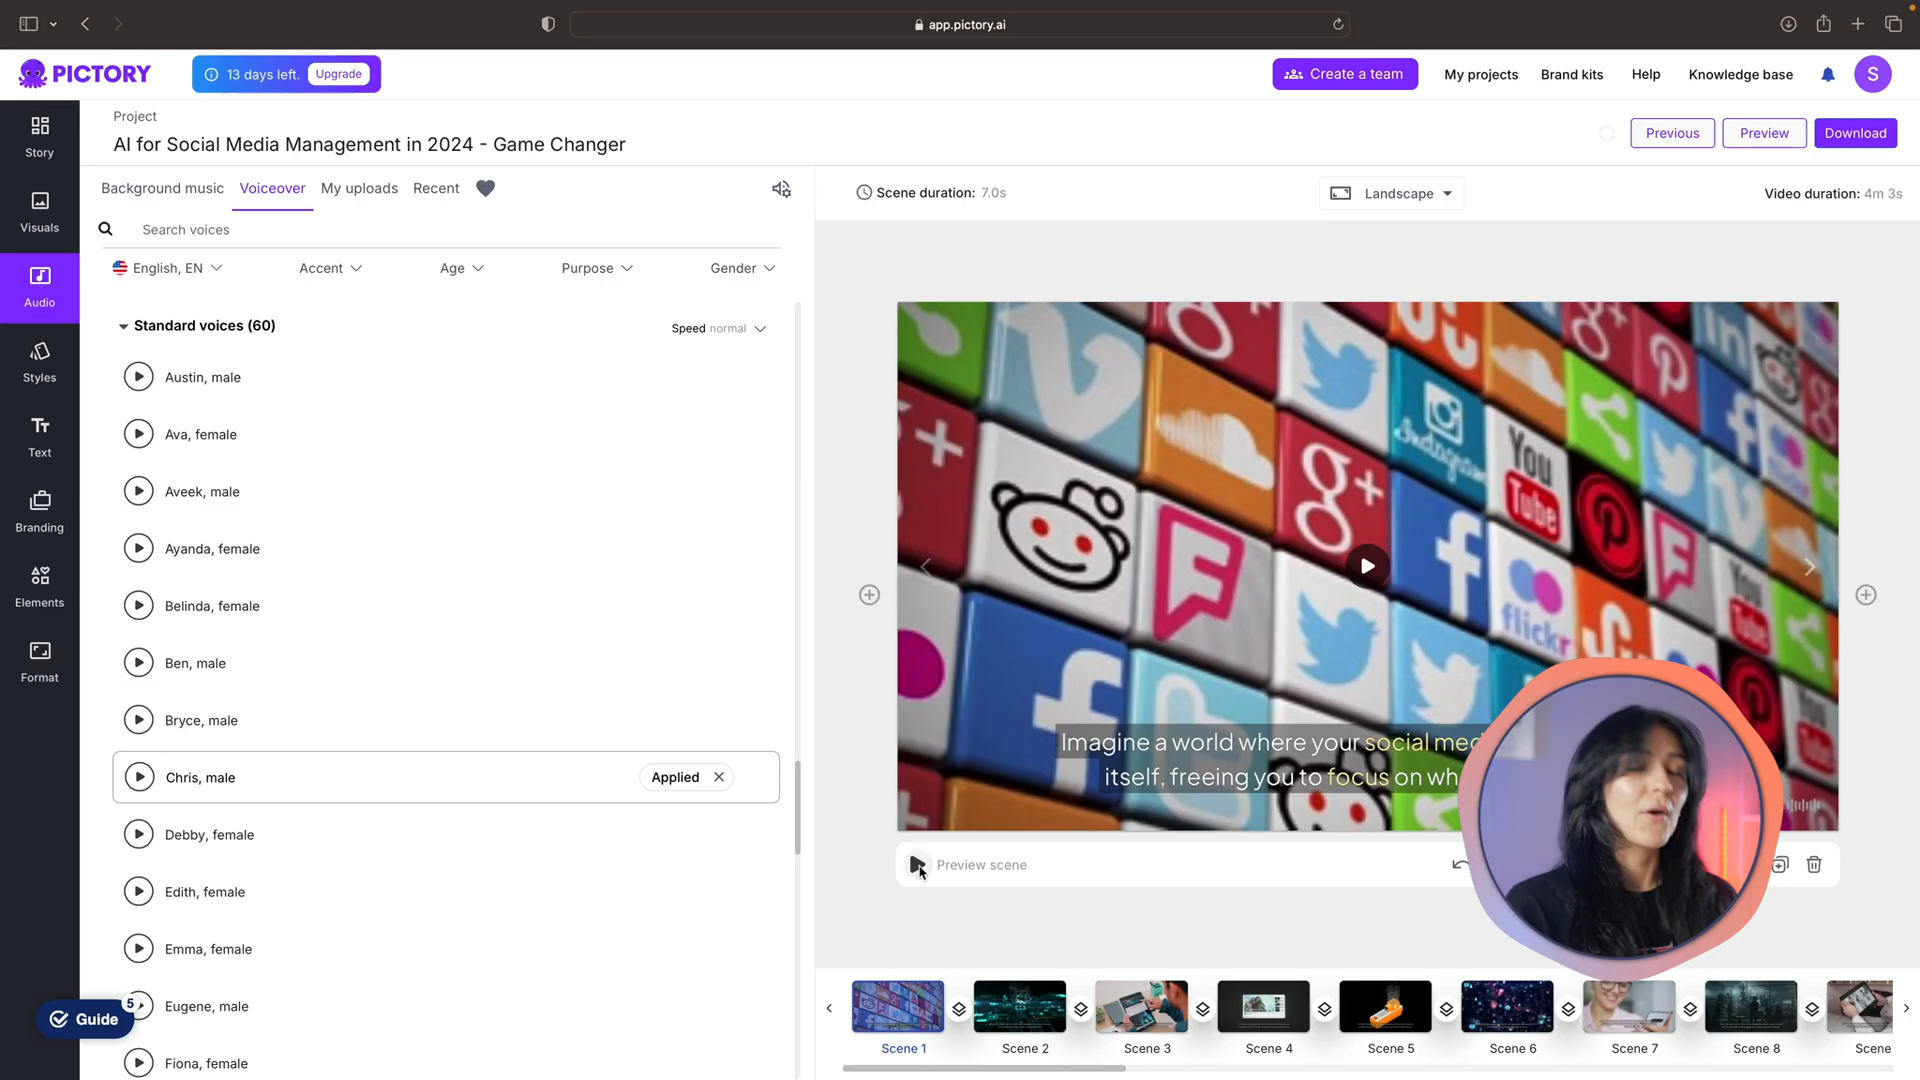 app.pictory.ai
PICTORY
13 days left. Upgrade
Create a team
My projects
Brand kits
Help
Knowledge base
S
Project
AI for Social Media Management in 2024 - Game Changer
Previous
Preview
Download
Story
Visuals
Audio
Styles
Text
Branding
Elements
Format
Background music
Voiceover
My uploads
Recent
Search voices
English, EN
Accent
Age
Purpose
Gender
Standard voices (60)
Speed normal
Austin, male
Ava, female
Aveek, male
Ayanda, female
Belinda, female
Ben, male
Bryce, male
Chris, male
Applied
Debby, female
Edith, female
Emma, female
Eugene, male
Fiona, female
5
Guide
Scene duration: 7.0s
Landscape
Video duration: 4m 3s
Instagram
You
Tube
flickr
Imagine a world where your social med
itself, freeing you to focus on wh
Preview scene
Scene 1
Scene 2
Scene 3
Scene 4
Scene 5
Scene 6
Scene 7
Scene 8
Scene